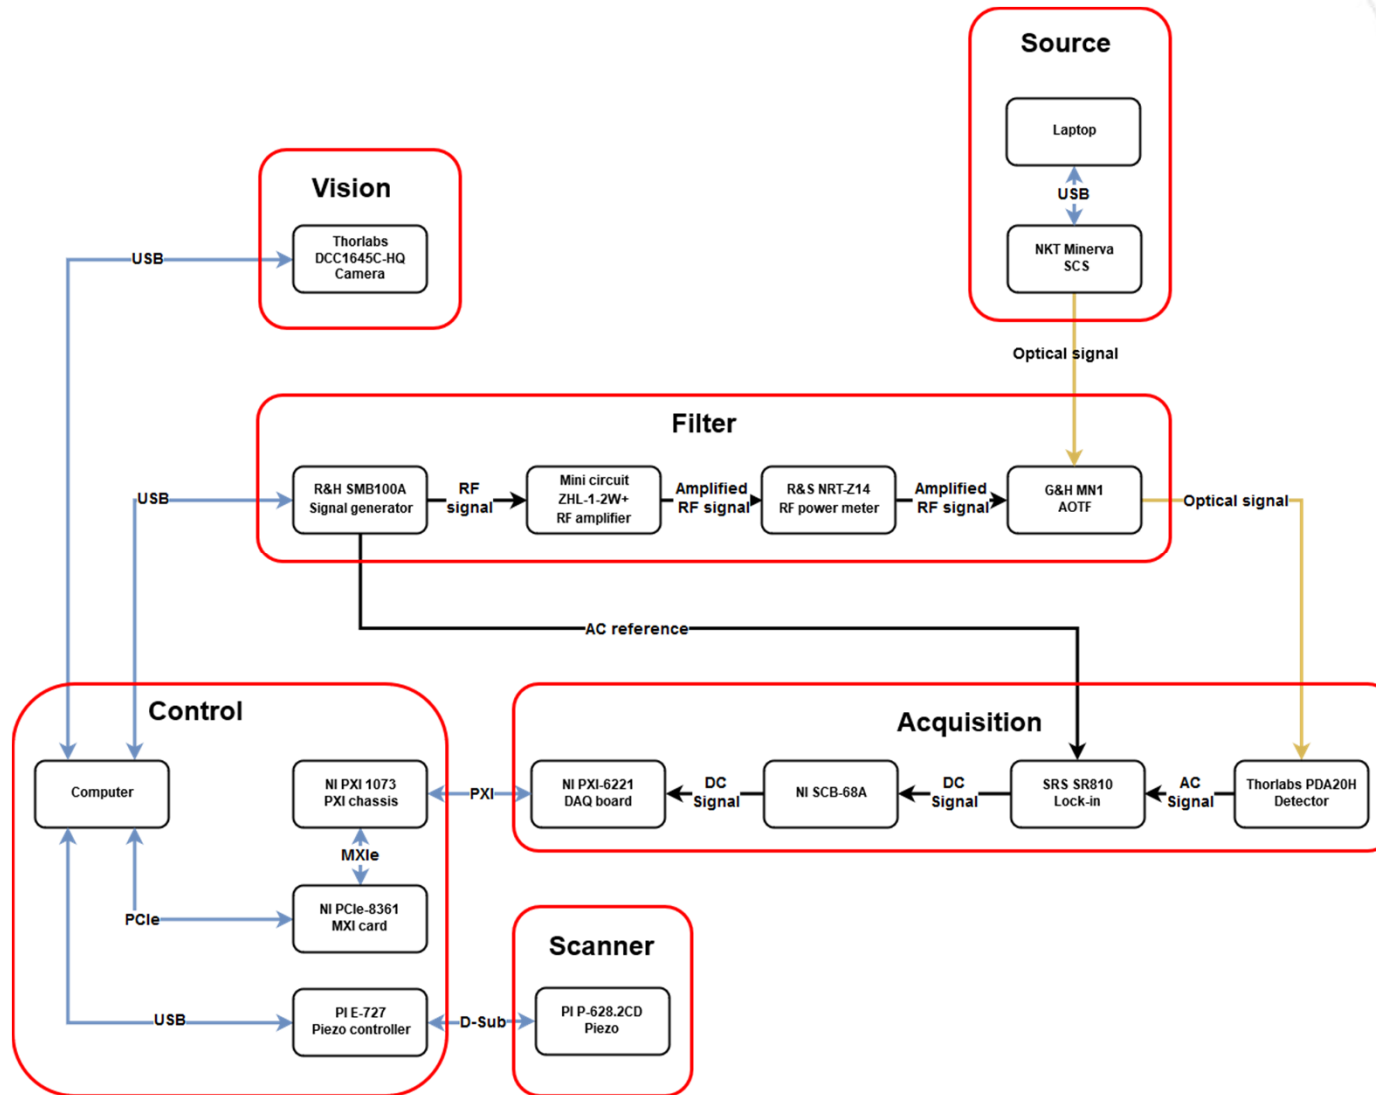 Source
Laptop
USB
NKT Minerva
SCS
Optical signal
Vision
Thorlabs
DCC1645C-HQ
Camera
USB
Filter
USB
R&H SMB100A
Signal generator
RF
signal
Mini circuit
ZHL-1-2W+
RF amplifier
Amplified
RF signal
R&S NRT-Z14
RF power meter
Amplified
RF signal
G&H MN1
AOTF
Optical signal
AC reference
Control
Computer
NI PXI 1073
PXI chassis
MXIe
NI PCIe-8361
MXI card
PCIe
USB
PI E-727
Piezo controller
PXI
Acquisition
NI PXI-6221
DAQ board
DC
Signal
NI SCB-68A
DC
Signal
SRS SR810
Lock-in
AC
Signal
Thorlabs PDA20H
Detector
D-Sub
Scanner
PI P-628.2CD
Piezo